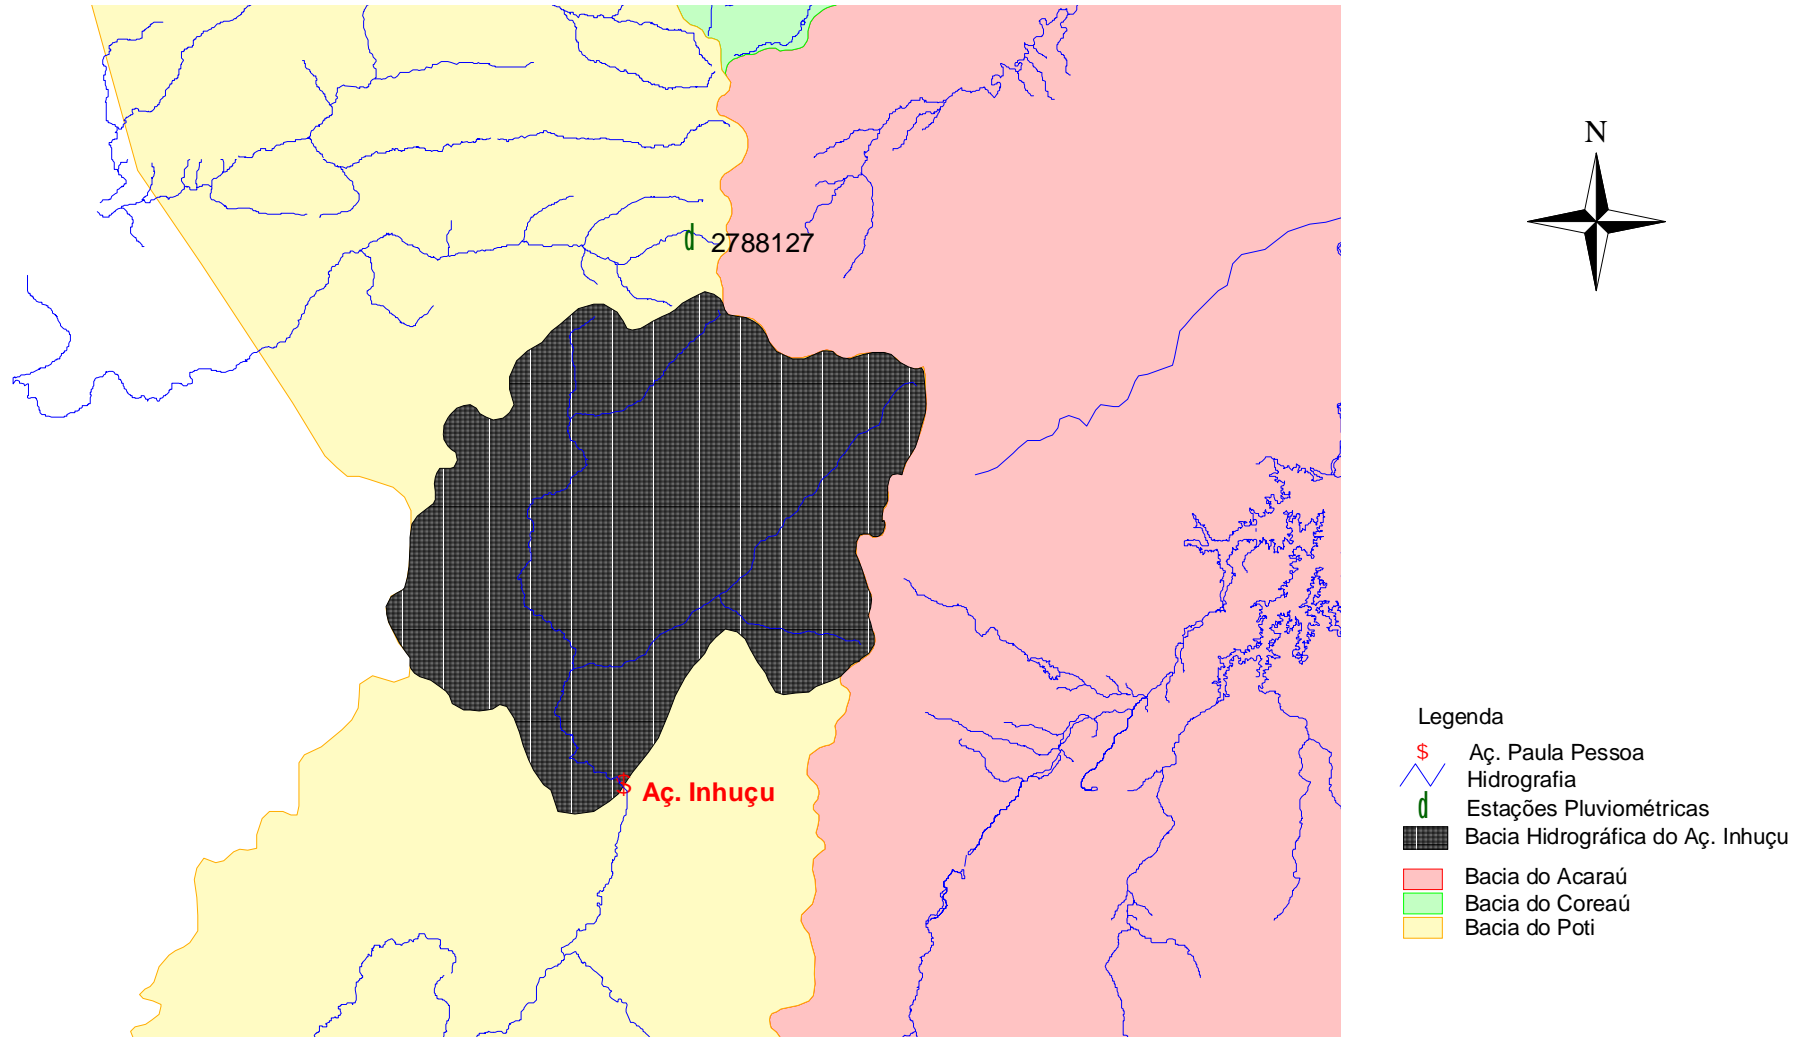 N
2788127
$ Aç. Inhuçu
Legenda
$ Aç. Paula Pessoa
Hidrografia
d Estações Pluviométricas
Bacia Hidrográfica do Aç. Inhuçu
Bacia do Acaraú
Bacia do Coreaú
Bacia do Poti